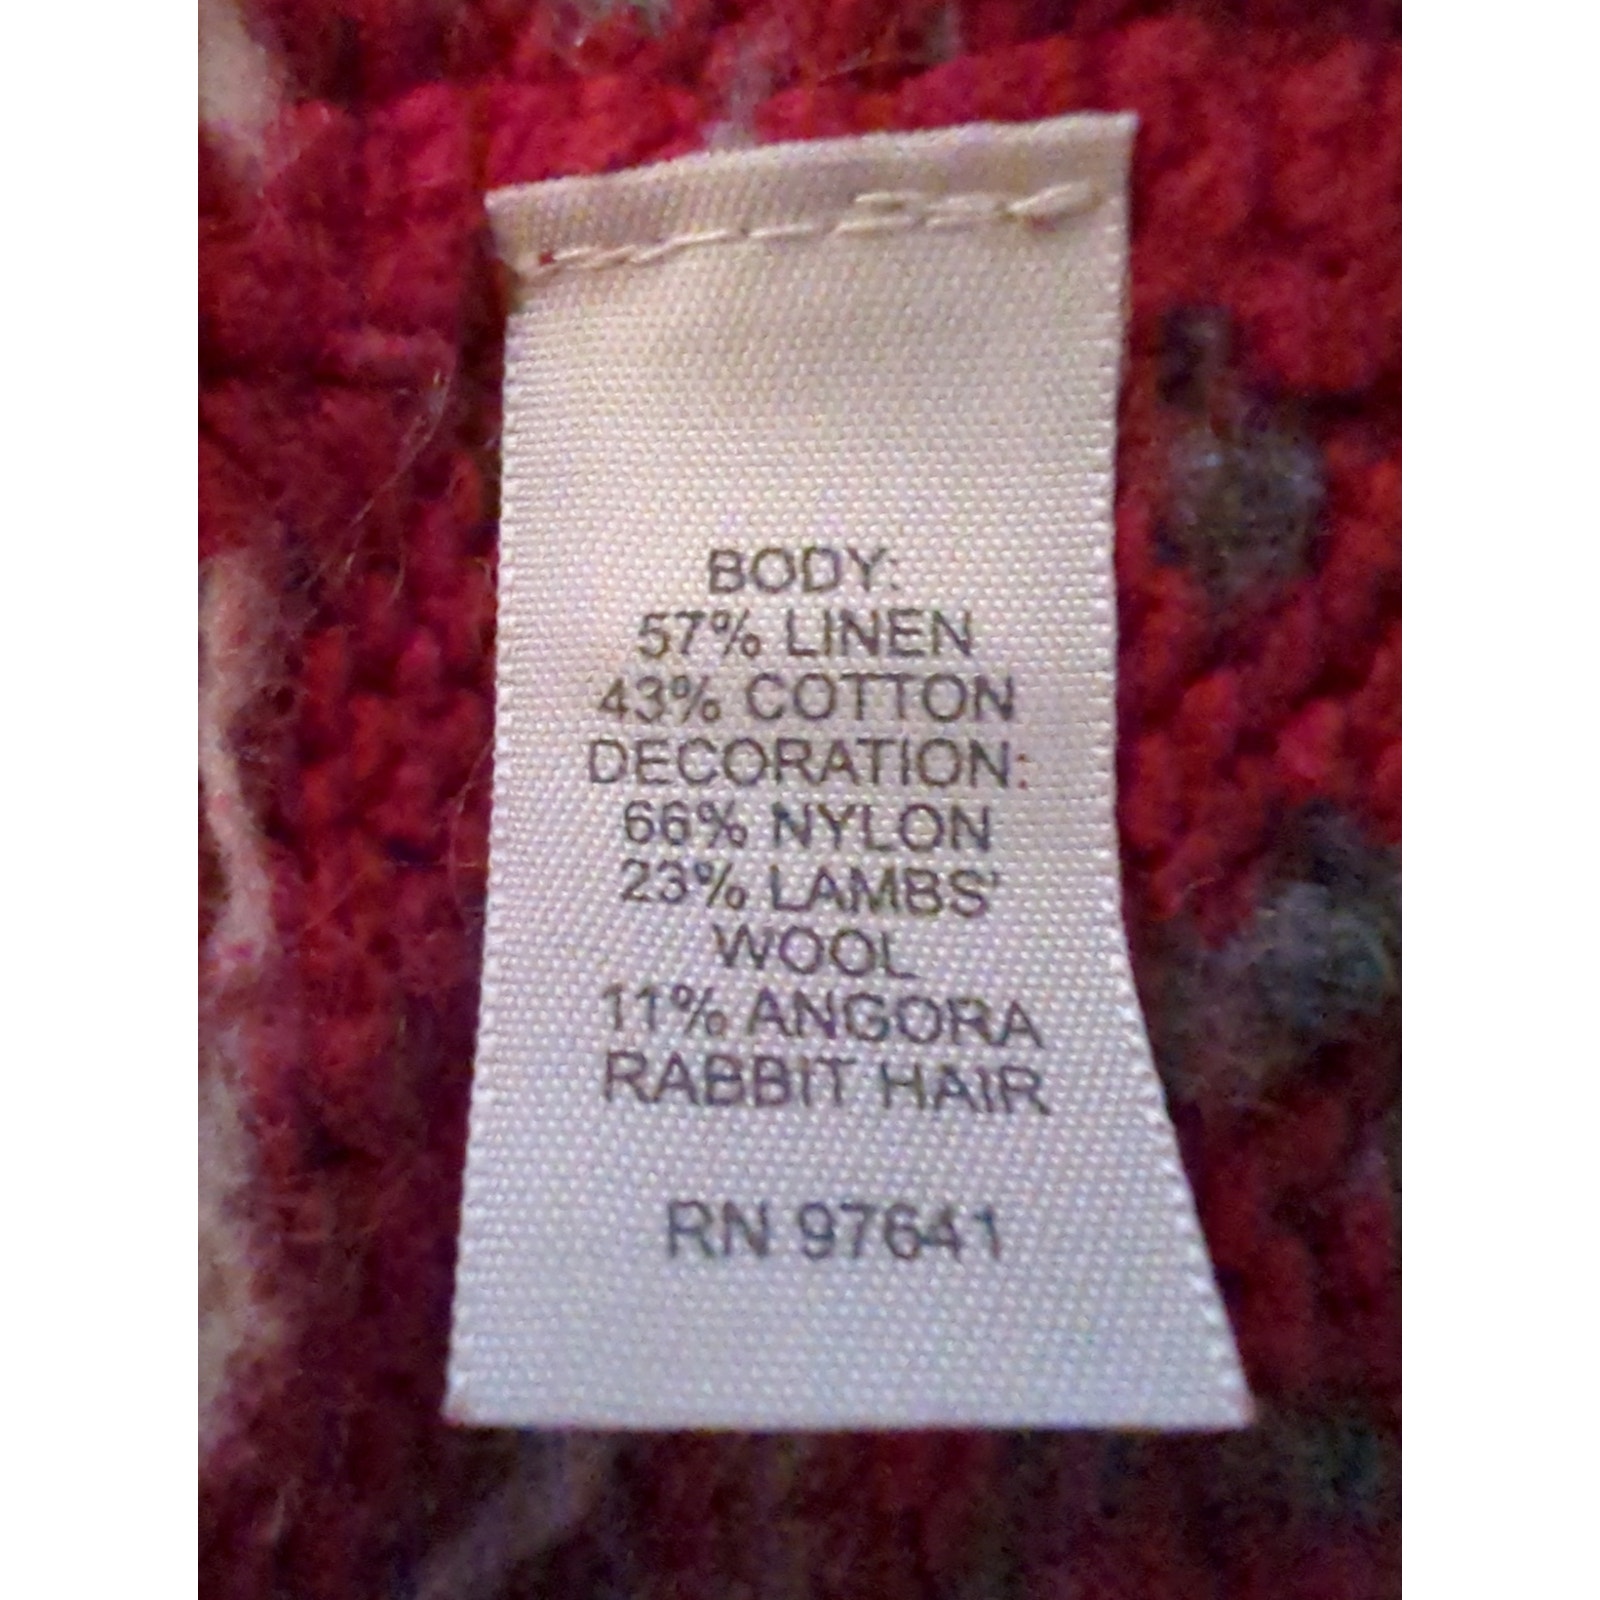 BODY:
57% LINEN
43% COTTON
DECORATION:
66% NYLON
23% LAMBS'
WOOL
11% ANGORA
RABBIT HAIR
RN 97641